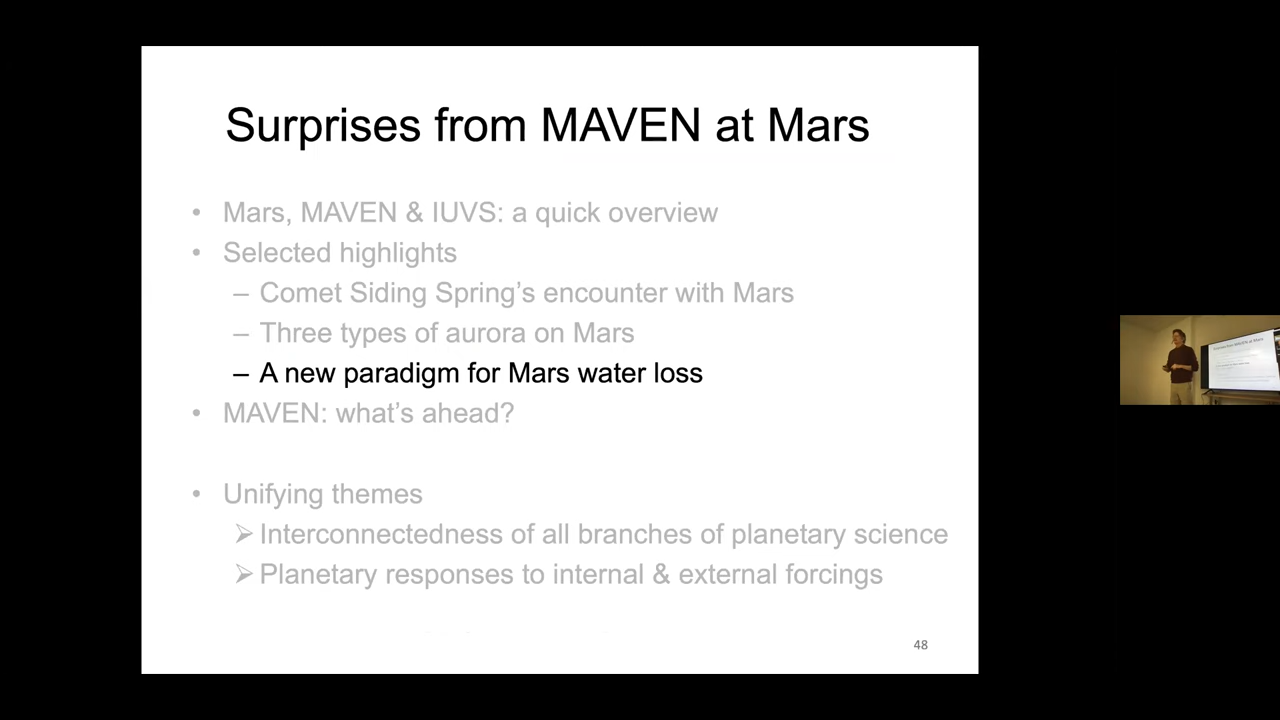 Surprises from MAVEN at Mars
• Mars, MAVEN & IUVS: a quick overview
• Selected highlights
– Comet Siding Spring’s encounter with Mars
– Three types of aurora on Mars
– A new paradigm for Mars water loss
• MAVEN: what’s ahead?
• Unifying themes
➢ Interconnectedness of all branches of planetary science
➢ Planetary responses to internal & external forcings
48